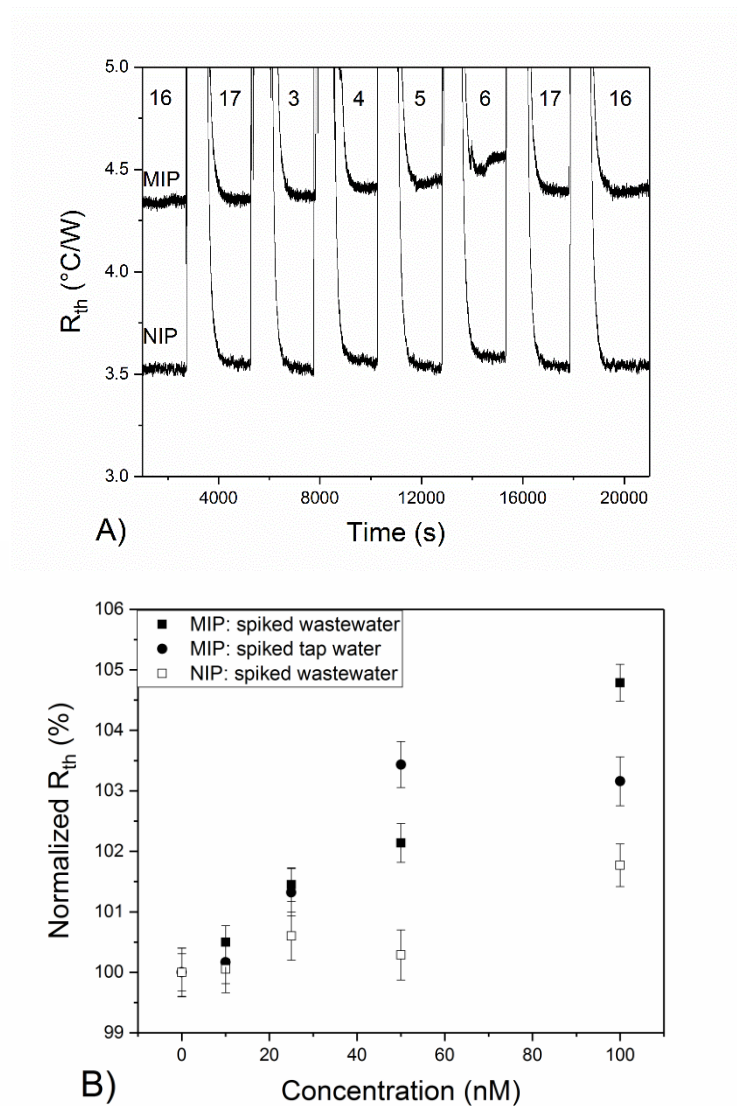 5.0
16 17 3 4 5 6 17 16
4.5
MIP
R_th (°C/W)
4.0
NIP
3.5
3.0
4000 8000 12000 16000 20000
Time (s)
A)
106
MIP: spiked wastewater
105
MIP: spiked tap water
NIP: spiked wastewater
104
Normalized R_th (%)
103
102
101
100
99
0 20 40 60 80 100
Concentration (nM)
B)